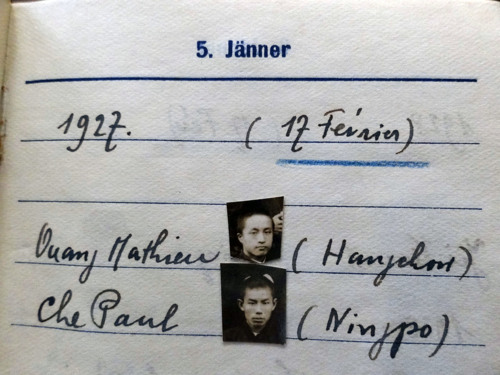 5. Jänner
1927. (17 Février)
Ouang Mathieu (Hangchow)
Che Paul (Ningpo)